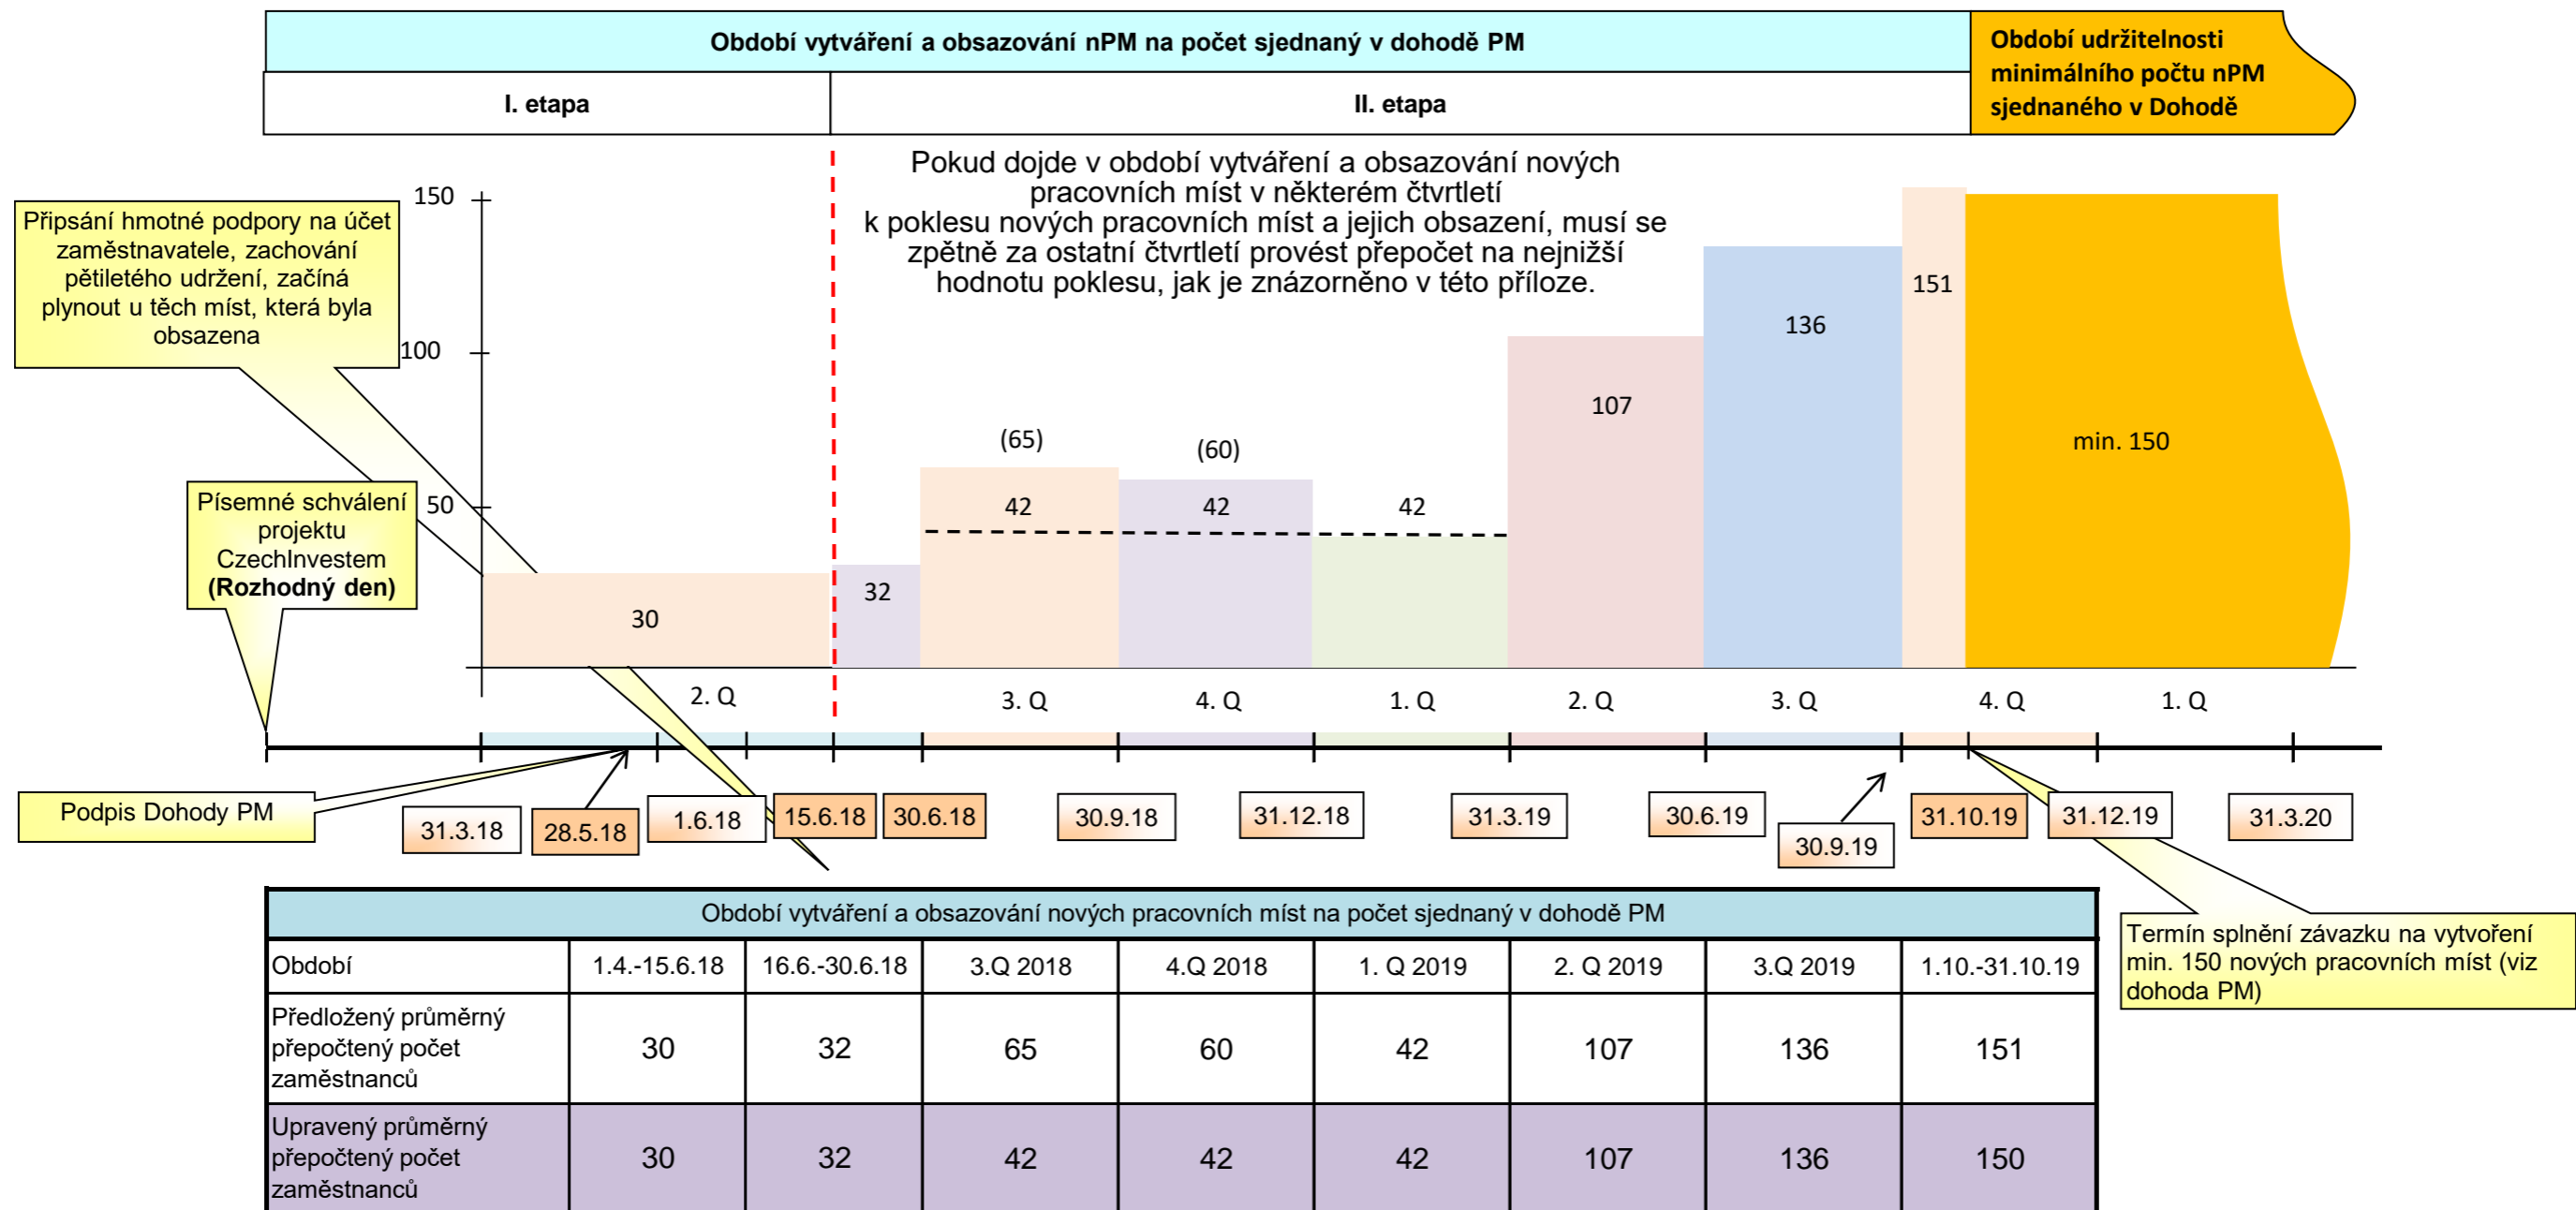 Období vytváření a obsazování nPM na počet sjednaný v dohodě PM
Období udržitelnosti
minimálního počtu nPM
sjednaného v Dohodě
I. etapa
II. etapa
Pokud dojde v období vytváření a obsazování nových
pracovních míst v některém čtvrtletí
k poklesu nových pracovních míst a jejich obsazení, musí se
zpětně za ostatní čtvrtletí provést přepočet na nejnižší
hodnotu poklesu, jak je znázorněno v této příloze.
Připsání hmotné podpory na účet
zaměstnavatele, zachování
pětiletého udržení, začíná
plynout u těch míst, která byla
obsazena
Písemné schválení
projektu
CzechInvestem
(Rozhodný den)
150
100
50
30
32
(65)
42
(60)
42
42
107
136
151
min. 150
2. Q
3. Q
4. Q
1. Q
2. Q
3. Q
4. Q
1. Q
Podpis Dohody PM
31.3.18
28.5.18
1.6.18
15.6.18
30.6.18
30.9.18
31.12.18
31.3.19
30.6.19
30.9.19
31.10.19
31.12.19
31.3.20
Termín splnění závazku na vytvoření
min. 150 nových pracovních míst (viz
dohoda PM)
Období vytváření a obsazování nových pracovních míst na počet sjednaný v dohodě PM
Období 1.4.-15.6.18 16.6.-30.6.18 3.Q 2018 4.Q 2018 1. Q 2019 2. Q 2019 3.Q 2019 1.10.-31.10.19
Předložený průměrný
přepočtený počet
zaměstnanců
30 32 65 60 42 107 136 151
Upravený průměrný
přepočtený počet
zaměstnanců
30 32 42 42 42 107 136 150